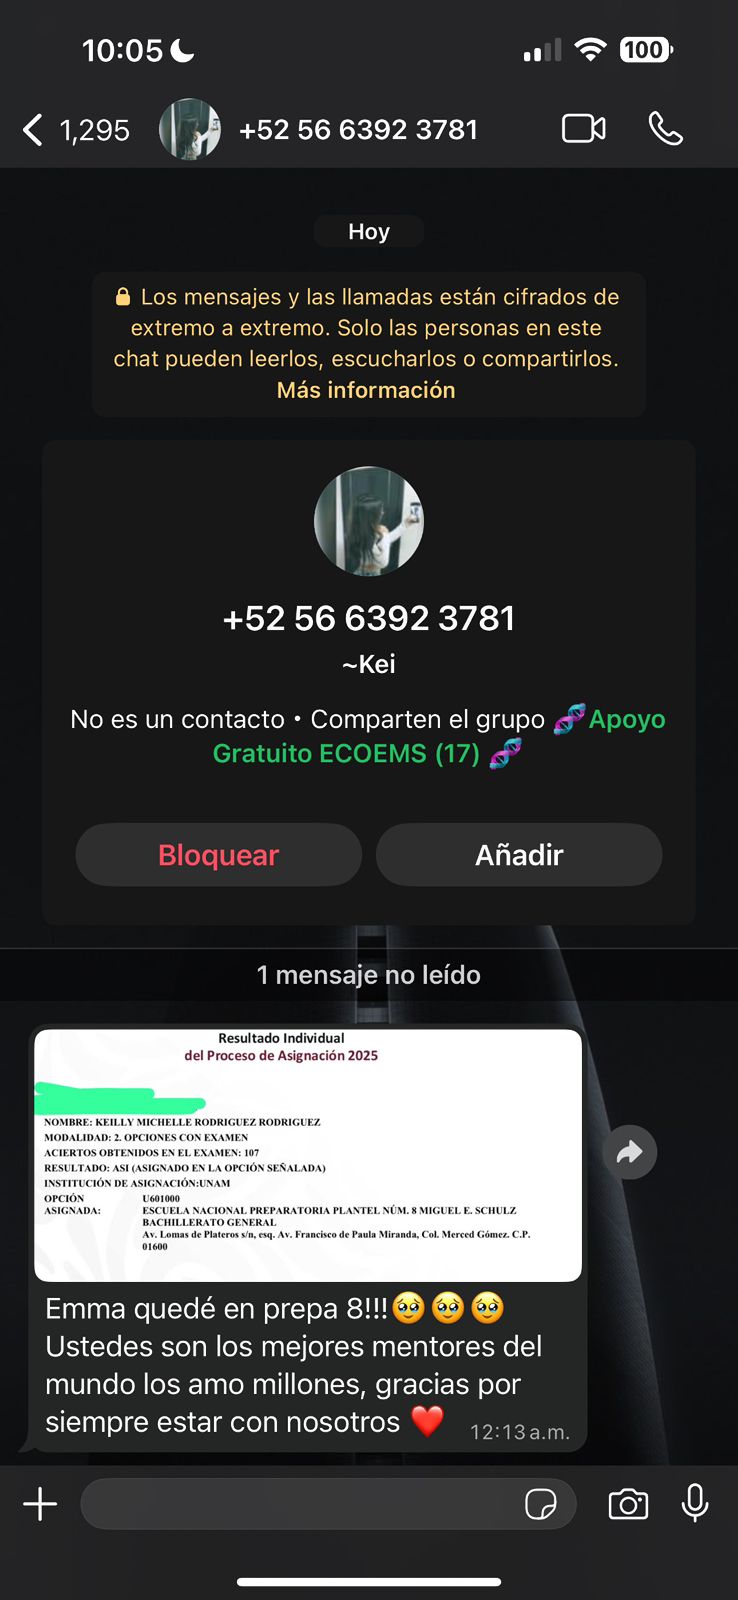 10:05
100
1,295
+52 56 6392 3781
Hoy
Los mensajes y las llamadas están cifrados de
extremo a extremo. Solo las personas en este
chat pueden leerlos, escucharlos o compartirlos.
Más información
+52 56 6392 3781
~Kei
No es un contacto • Comparten el grupo 🧬Apoyo
Gratuito ECOEMS (17) 🧬
Bloquear
Añadir
1 mensaje no leído
Resultado Individual
del Proceso de Asignación 2025
NOMBRE: KEILLY MICHELLE RODRIGUEZ RODRIGUEZ
MODALIDAD: 2. OPCIONES CON EXAMEN
ACIERTOS OBTENIDOS EN EL EXAMEN: 107
RESULTADO: ASI (ASIGNADO EN LA OPCIÓN SEÑALADA)
INSTITUCIÓN DE ASIGNACIÓN:UNAM
OPCIÓN U601000
ASIGNADA: ESCUELA NACIONAL PREPARATORIA PLANTEL NÚM. 8 MIGUEL E. SCHULZ
BACHILLERATO GENERAL
Av. Lomas de Plateros s/n, esq. Av. Francisco de Paula Miranda, Col. Merced Gómez. C.P.
01600
Emma quedé en prepa 8!!!🥹🥹🥹
Ustedes son los mejores mentores del
mundo los amo millones, gracias por
siempre estar con nosotros ❤️
12:13 a.m.